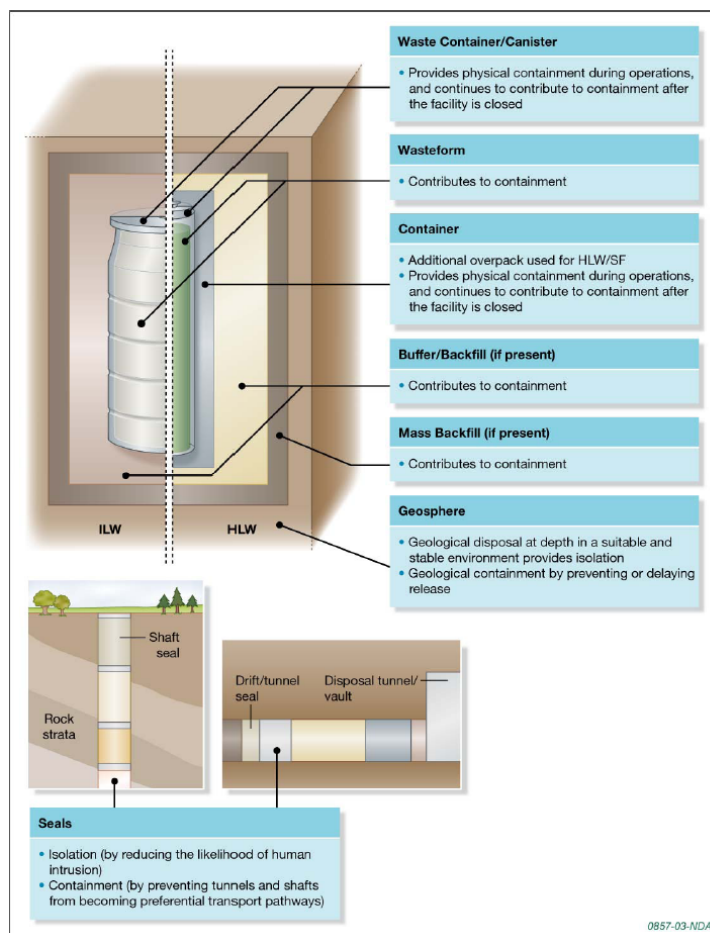 Waste Container/Canister
• Provides physical containment during operations,
and continues to contribute to containment after
the facility is closed
Wasteform
• Contributes to containment
Container
• Additional overpack used for HLW/SF
• Provides physical containment during operations,
and continues to contribute to containment after
the facility is closed
Buffer/Backfill (if present)
• Contributes to containment
Mass Backfill (if present)
• Contributes to containment
Geosphere
• Geological disposal at depth in a suitable and
stable environment provides isolation
• Geological containment by preventing or delaying
release
ILW
HLW
Shaft
seal
Rock
strata
Drift/tunnel
seal
Disposal tunnel/
vault
Seals
• Isolation (by reducing the likelihood of human
intrusion)
• Containment (by preventing tunnels and shafts
from becoming preferential transport pathways)
0857-03-NDA